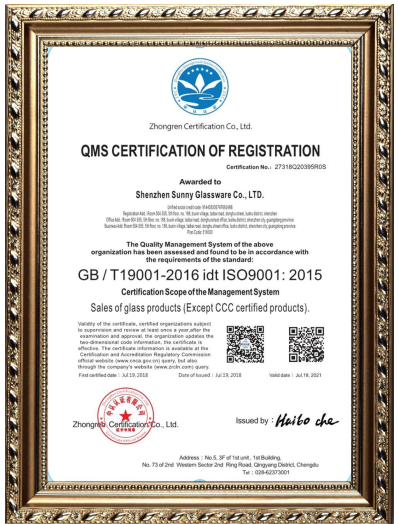 Zhongren Certification Co., Ltd.
QMS CERTIFICATION OF REGISTRATION
Certification No.: 27318Q20395R0S
Awarded to
Shenzhen Sunny Glassware Co., LTD.
The Quality Management System of the above
organization has been assessed and found to be in accordance with
the requirements of the standard:
GB / T19001-2016 idt ISO9001: 2015
Certification Scope of the Management System
Sales of glass products (Except CCC certified products).
Validity of the certificate, certified organizations subject
to supervision and review at least once a year,after the
examination and approval, the organization updates the
two-dimensional code information, the certificate is
effective. The certificate information is available at the
Certification and Accreditation Regulatory Commission
official website (www.cnca.gov.cn) query, but also
through the company's website (www.zrcln.com) query.
First certified date : Jul.19, 2018 Date of Issued : Jul.19, 2018 Valid date : Jul.18, 2021
Zhongren Certification Co., Ltd.
Issued by : Haibo che
Address : No.5, 3F of 1st unit, 1st Building,
No. 73 of 2nd Western Sector 2nd Ring Road, Qingyang District, Chengdu
Tel : 028-62373001